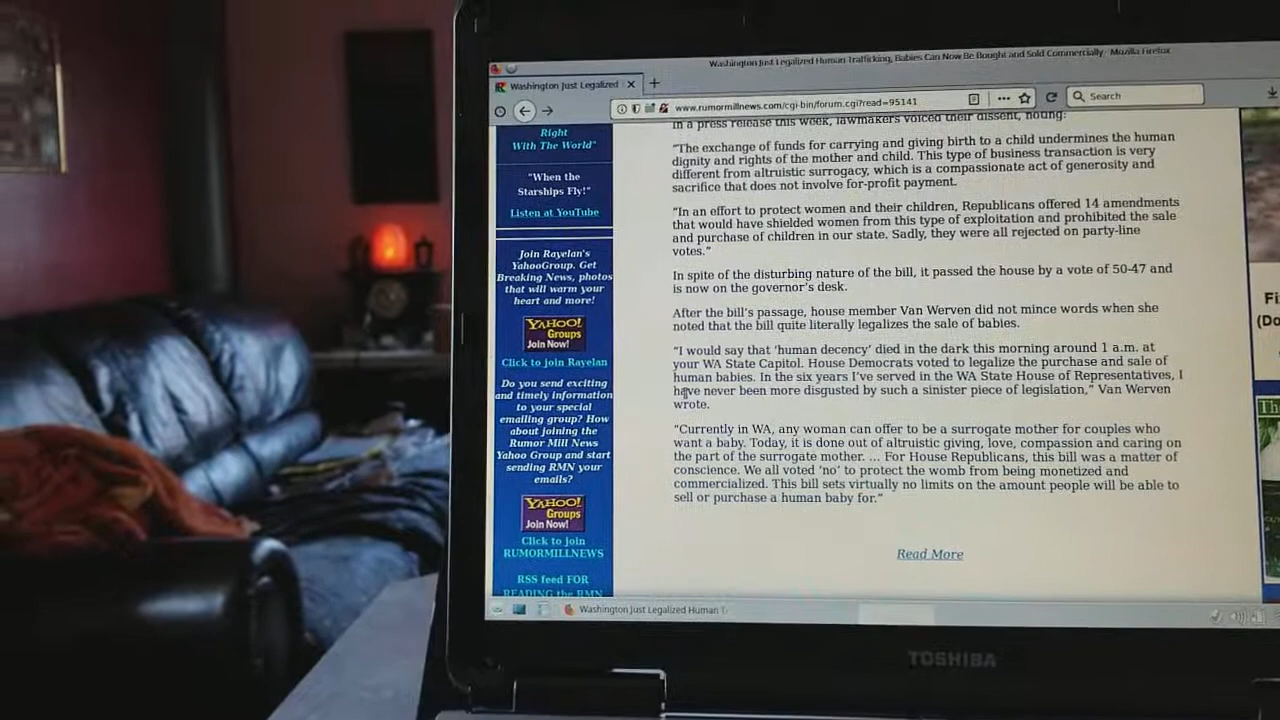 Washington Just Legalized Human Trafficking, Babies Can Now Be Bought and Sold Commercially - Mozilla Firefox
Washington Just Legalized
www.rumormillnews.com/cgi-bin/forum.cgi?read=95141
Search
Right
With The World"
"When the
Starships Fly!"
Listen at YouTube
Join Rayelan's
YahooGroup. Get
Breaking News, photos
that will warm your
heart and more!
YAHOO!
Groups
Join Now!
Click to join Rayelan
Do you send exciting
and timely information
to your special
emailing group? How
about joining the
Rumor Mill News
Yahoo Group and start
sending RMN your
emails?
YAHOO!
Groups
Join Now!
Click to join
RUMORMILLNEWS
RSS feed FOR
READING the RMN
In a press release this week, lawmakers voiced their dissent, noting:
“The exchange of funds for carrying and giving birth to a child undermines the human
dignity and rights of the mother and child. This type of business transaction is very
different from altruistic surrogacy, which is a compassionate act of generosity and
sacrifice that does not involve for-profit payment.
“In an effort to protect women and their children, Republicans offered 14 amendments
that would have shielded women from this type of exploitation and prohibited the sale
and purchase of children in our state. Sadly, they were all rejected on party-line
votes.”
In spite of the disturbing nature of the bill, it passed the house by a vote of 50-47 and
is now on the governor’s desk.
After the bill’s passage, house member Van Werven did not mince words when she
noted that the bill quite literally legalizes the sale of babies.
“I would say that ‘human decency’ died in the dark this morning around 1 a.m. at
your WA State Capitol. House Democrats voted to legalize the purchase and sale of
human babies. In the six years I’ve served in the WA State House of Representatives, I
have never been more disgusted by such a sinister piece of legislation,” Van Werven
wrote.
“Currently in WA, any woman can offer to be a surrogate mother for couples who
want a baby. Today, it is done out of altruistic giving, love, compassion and caring on
the part of the surrogate mother. … For House Republicans, this bill was a matter of
conscience. We all voted ‘no’ to protect the womb from being monetized and
commercialized. This bill sets virtually no limits on the amount people will be able to
sell or purchase a human baby for.”
Read More
Fi
(Do
Th
Washington Just Legalized Human T
TOSHIBA